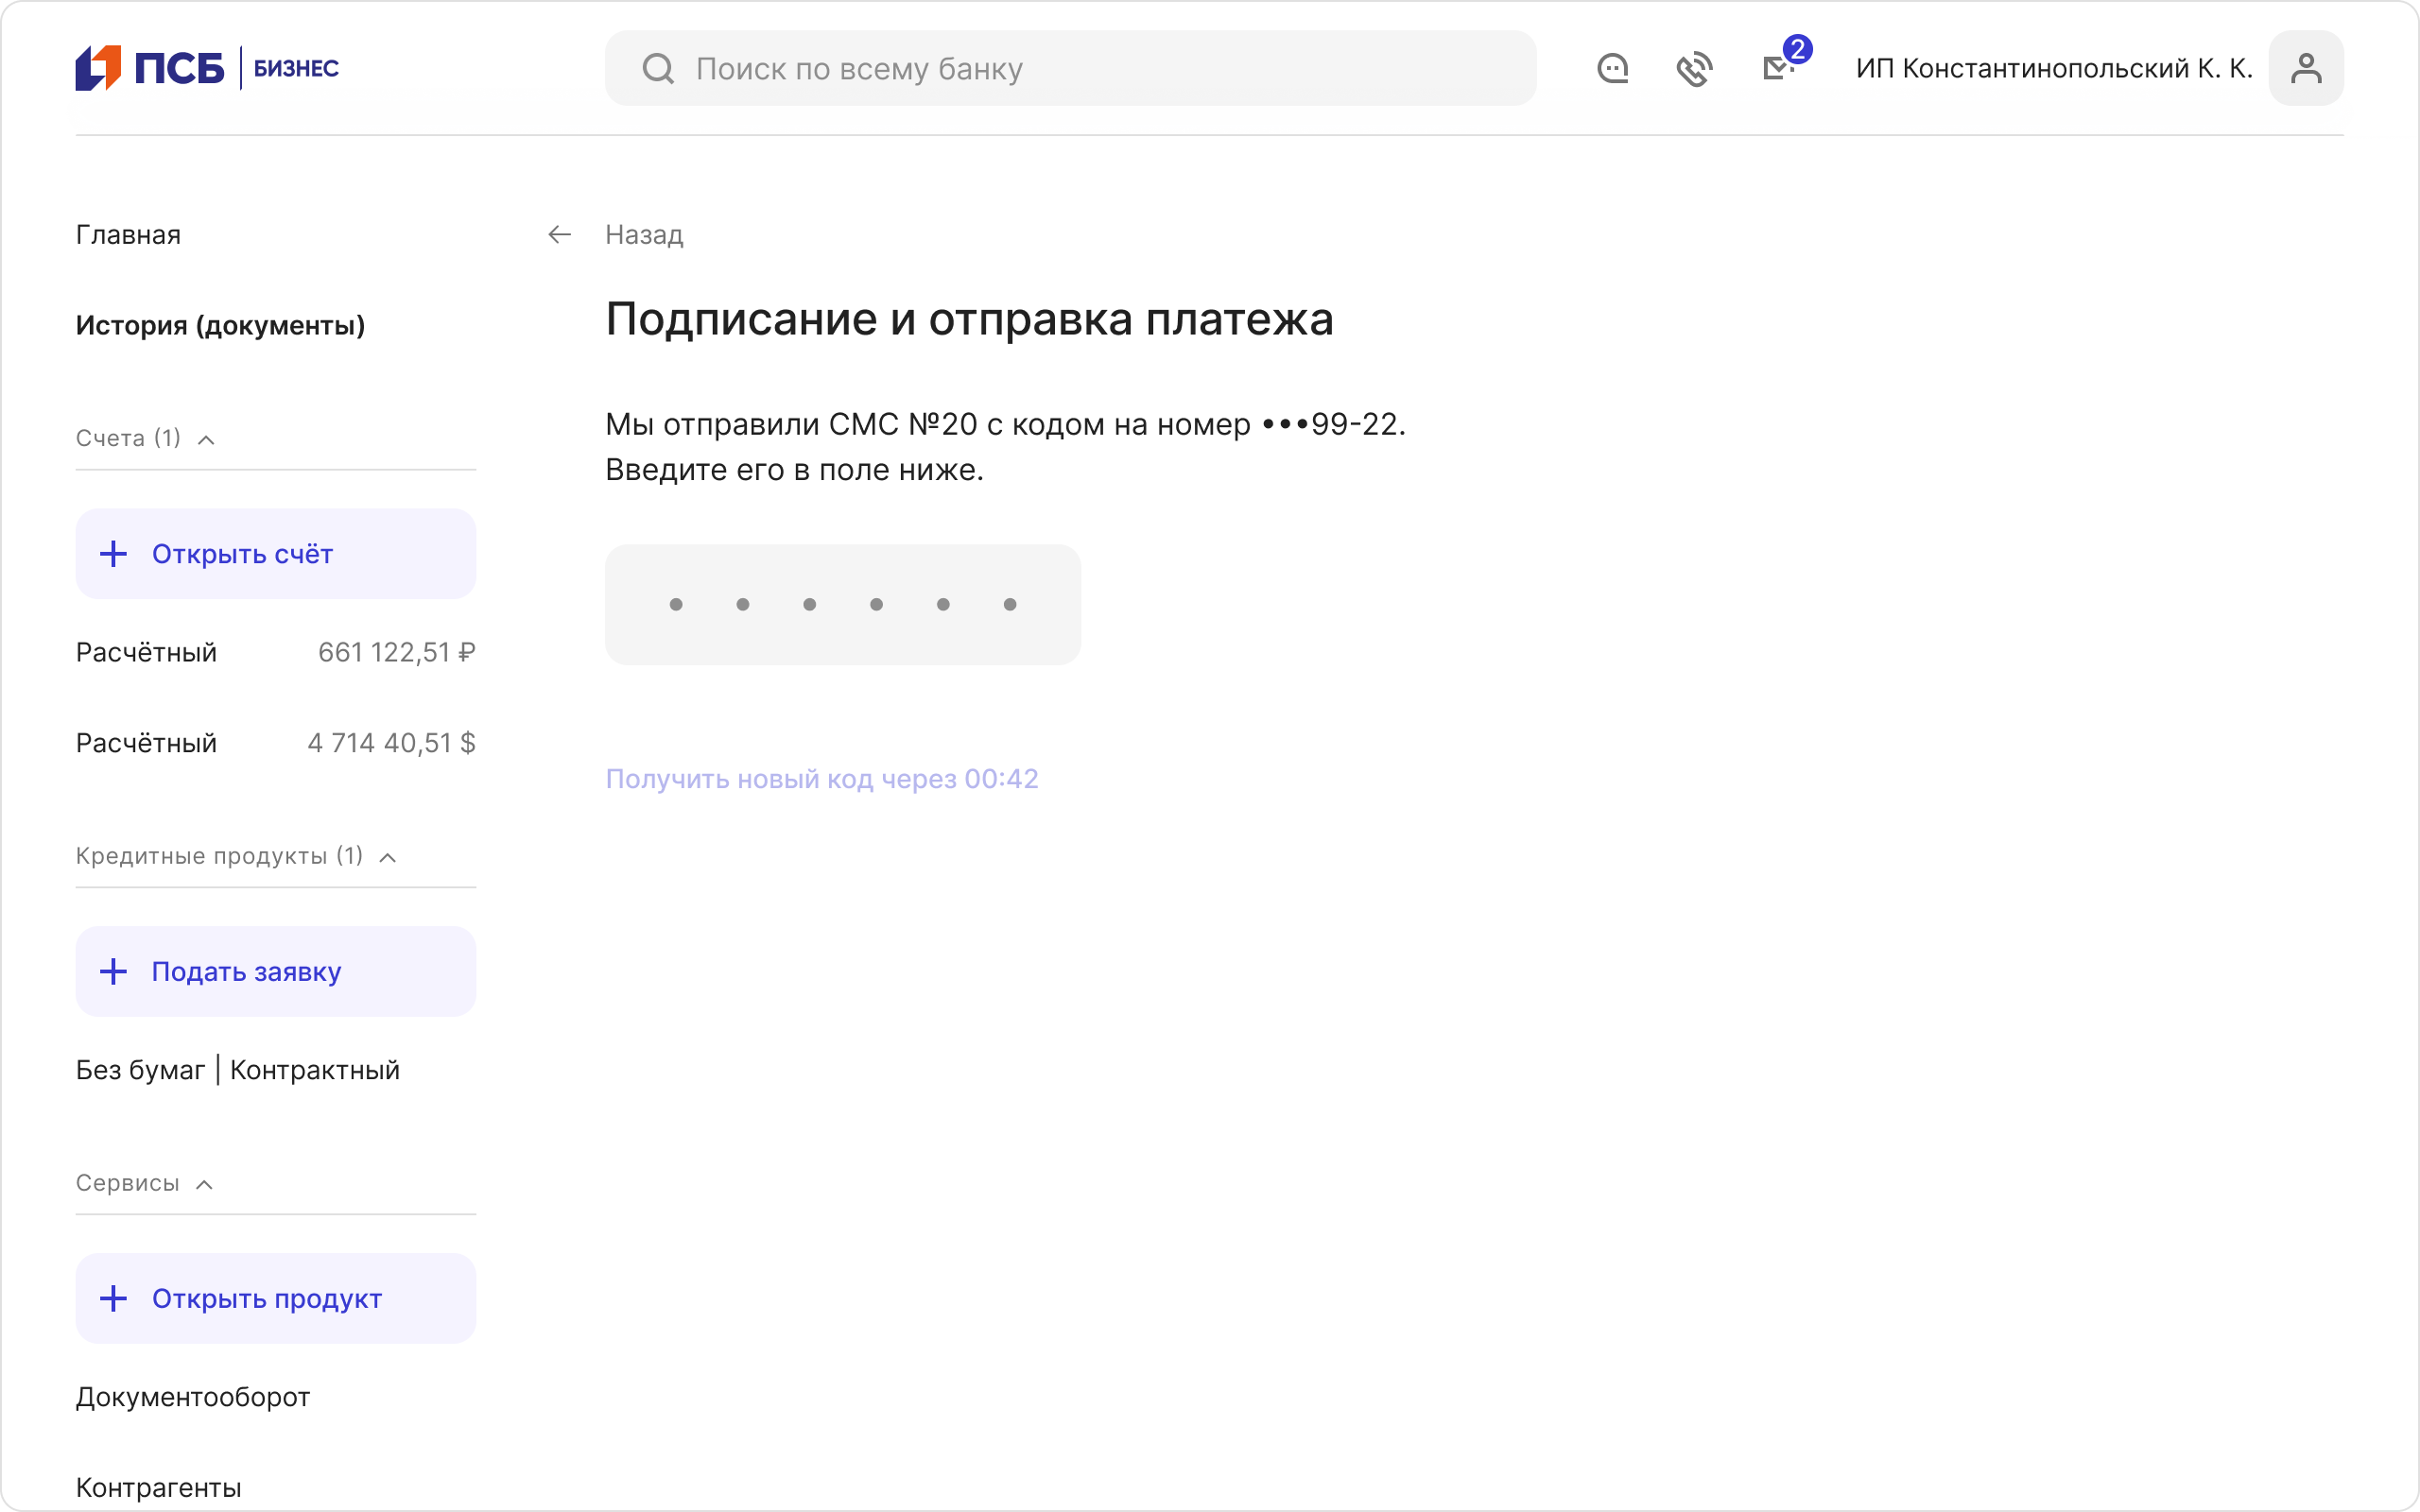 ПСБ | БИЗНЕС
Поиск по всему банку
2
ИП Константинопольский К. К.
Главная
История (документы)
Счета (1)
Открыть счёт
Расчётный 661 122,51 ₽
Расчётный 4 714 40,51 $
Кредитные продукты (1)
Подать заявку
Без бумаг | Контрактный
Сервисы
Открыть продукт
Документооборот
Контрагенты
Назад
Подписание и отправка платежа
Мы отправили СМС №20 с кодом на номер •••99-22.
Введите его в поле ниже.
Получить новый код через 00:42